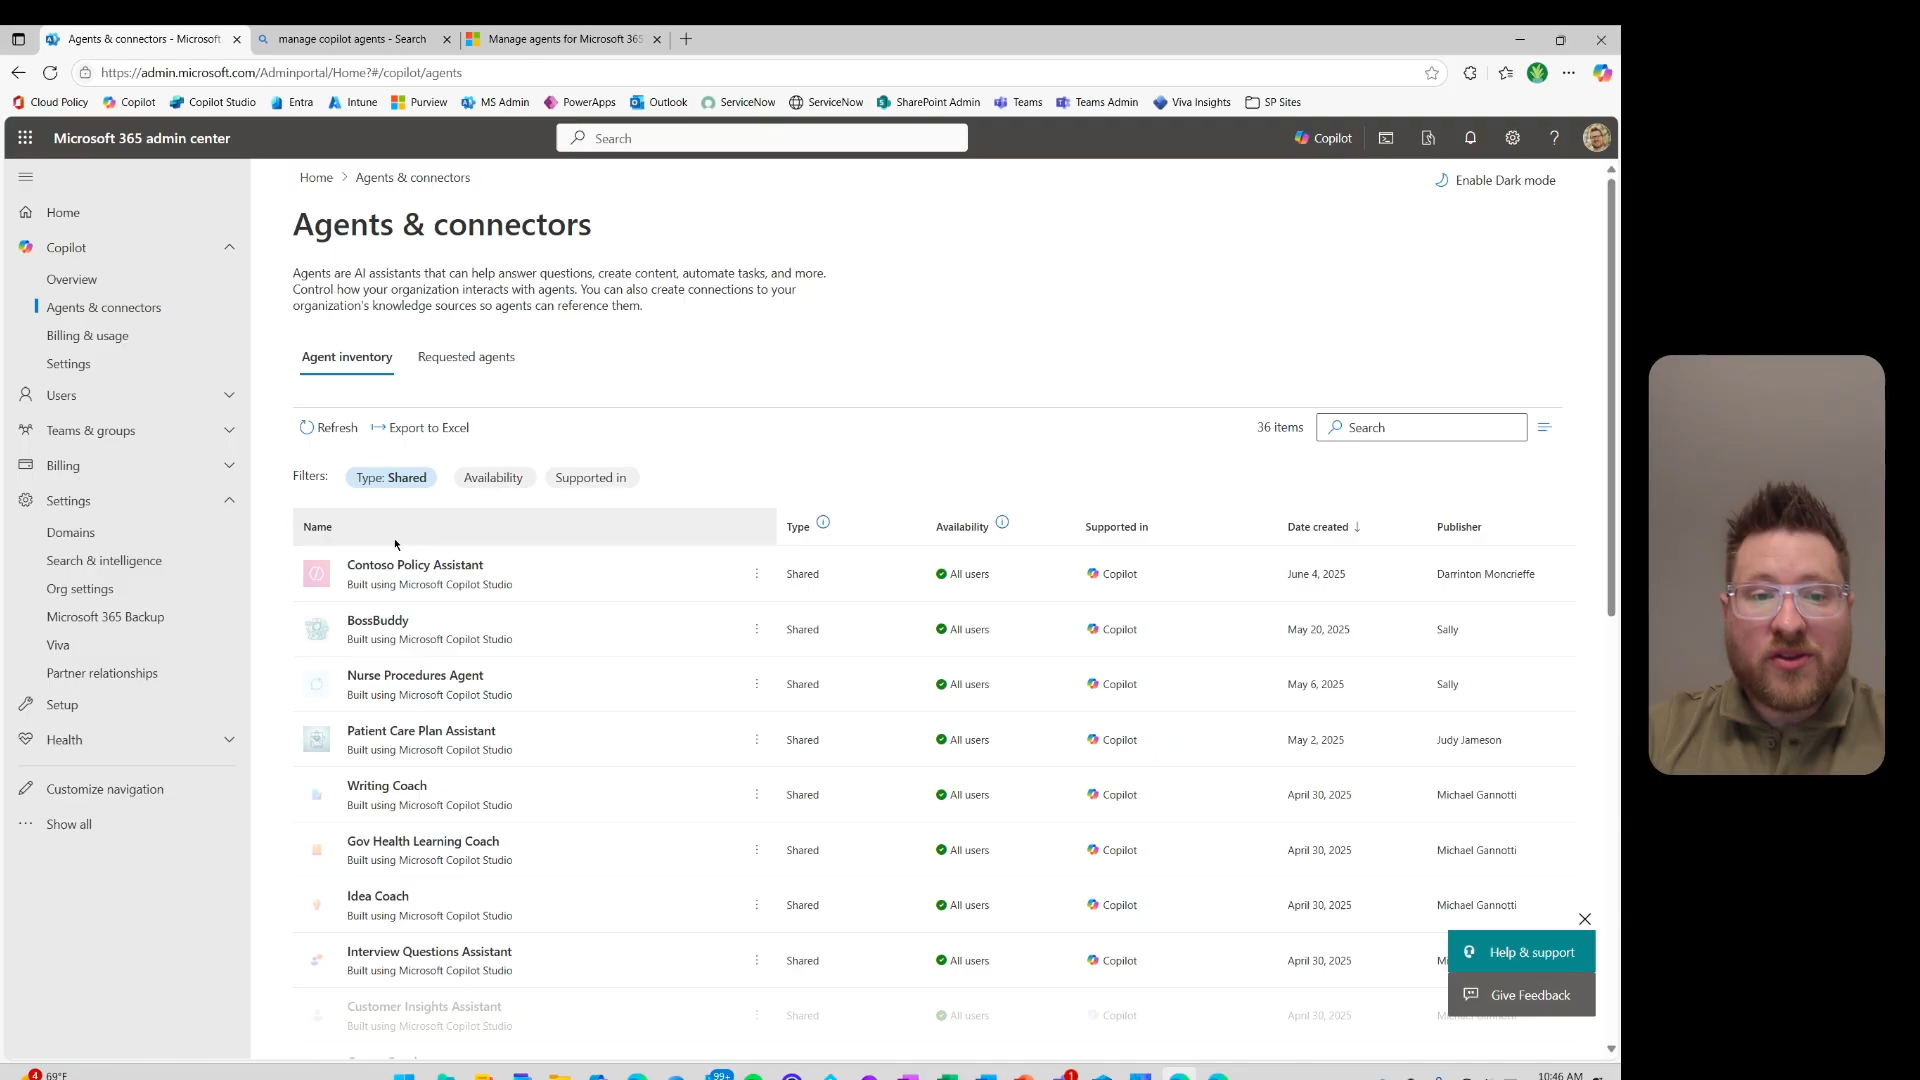 Agents & connectors - Microsoft
manage copilot agents - Search
Manage agents for Microsoft 365
https://admin.microsoft.com/Adminportal/Home?#/copilot/agents
Cloud Policy
Copilot
Copilot Studio
Entra
Intune
Purview
MS Admin
PowerApps
Outlook
ServiceNow
ServiceNow
SharePoint Admin
Teams
Teams Admin
Viva Insights
SP Sites
Microsoft 365 admin center
Search
Copilot
Home
Copilot
Overview
Agents & connectors
Billing & usage
Settings
Users
Teams & groups
Billing
Settings
Domains
Search & intelligence
Org settings
Microsoft 365 Backup
Viva
Partner relationships
Setup
Health
Customize navigation
Show all
Home > Agents & connectors
Enable Dark mode
Agents & connectors
Agents are AI assistants that can help answer questions, create content, automate tasks, and more.
Control how your organization interacts with agents. You can also create connections to your
organization's knowledge sources so agents can reference them.
Agent inventory
Requested agents
Refresh
Export to Excel
36 items
Search
Filters:
Type: Shared
Availability
Supported in
Name Type Availability Supported in Date created ↓ Publisher
Contoso Policy Assistant
Built using Microsoft Copilot Studio
Shared All users Copilot June 4, 2025 Darrinton Moncrieffe
BossBuddy
Built using Microsoft Copilot Studio
Shared All users Copilot May 20, 2025 Sally
Nurse Procedures Agent
Built using Microsoft Copilot Studio
Shared All users Copilot May 6, 2025 Sally
Patient Care Plan Assistant
Built using Microsoft Copilot Studio
Shared All users Copilot May 2, 2025 Judy Jameson
Writing Coach
Built using Microsoft Copilot Studio
Shared All users Copilot April 30, 2025 Michael Gannotti
Gov Health Learning Coach
Built using Microsoft Copilot Studio
Shared All users Copilot April 30, 2025 Michael Gannotti
Idea Coach
Built using Microsoft Copilot Studio
Shared All users Copilot April 30, 2025 Michael Gannotti
Interview Questions Assistant
Built using Microsoft Copilot Studio
Shared All users Copilot April 30, 2025
Customer Insights Assistant
Built using Microsoft Copilot Studio
Shared All users Copilot April 30, 2025
Help & support
Give Feedback
4
69°F
99+
1
10:46 AM